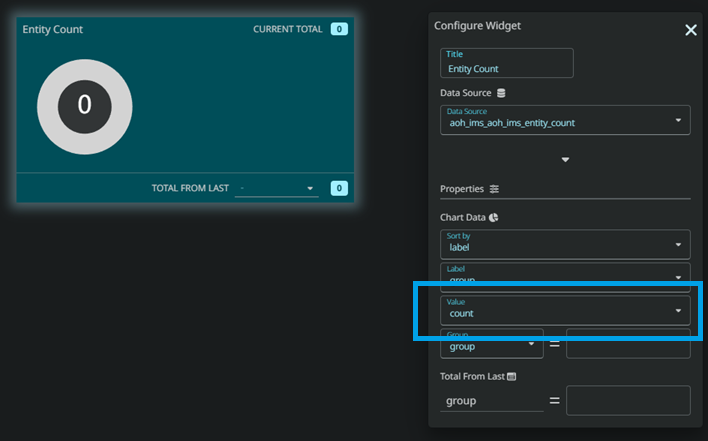 Entity Count
CURRENT TOTAL 0
0
TOTAL FROM LAST - 0
Configure Widget
Title
Entity Count
Data Source
Data Source
aoh_ims_aoh_ims_entity_count
Properties
Chart Data
Sort by
label
Label
group
Value
count
Group
group =
Total From Last
group =